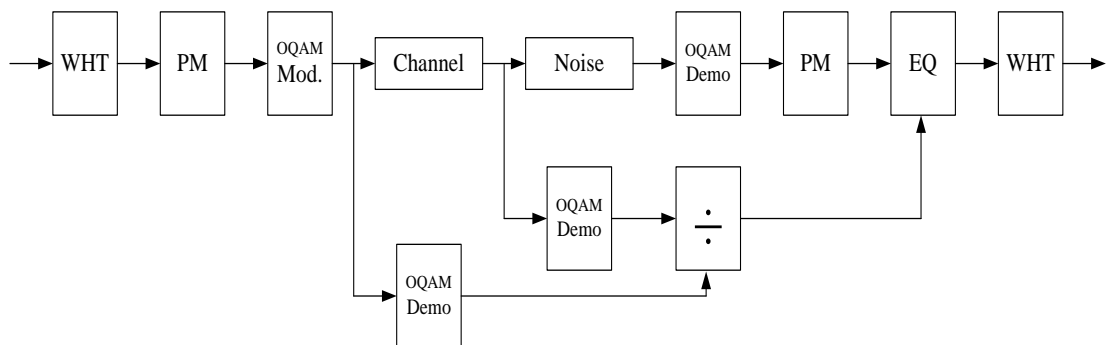 WHT
PM
OQAM
Mod.
Channel
Noise
OQAM
Demo
PM
EQ
WHT
OQAM
Demo
÷
OQAM
Demo